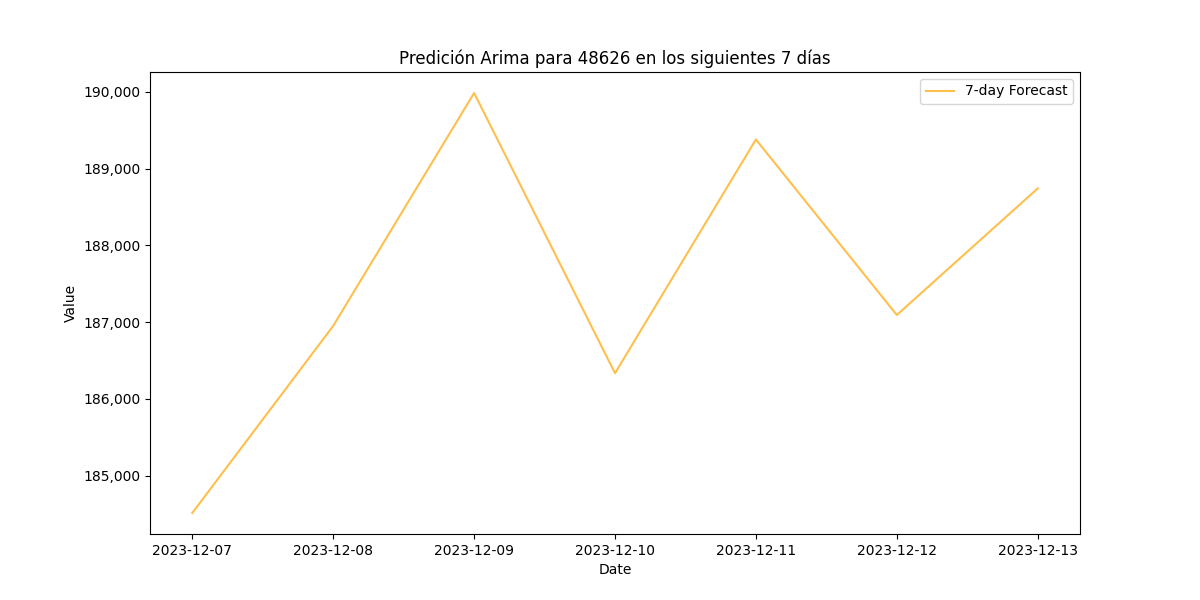 Predición Arima para 48626 en los siguientes 7 días
7-day Forecast
190,000
189,000
188,000
187,000
186,000
185,000
Value
2023-12-07 2023-12-08 2023-12-09 2023-12-10 2023-12-11 2023-12-12 2023-12-13
Date